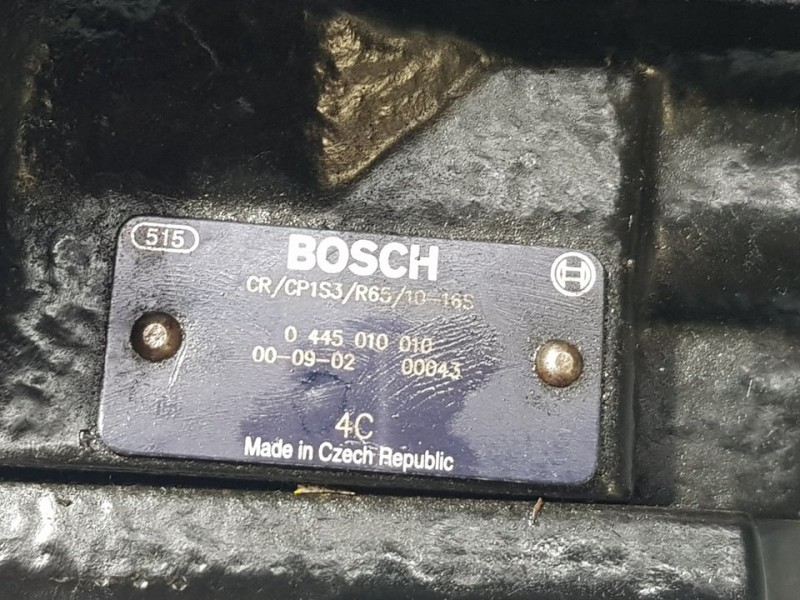 515
BOSCH
CR/CP1S3/R65/10-16S
0 445 010 010
00-09-02 00043
4C
Made in Czech Republic